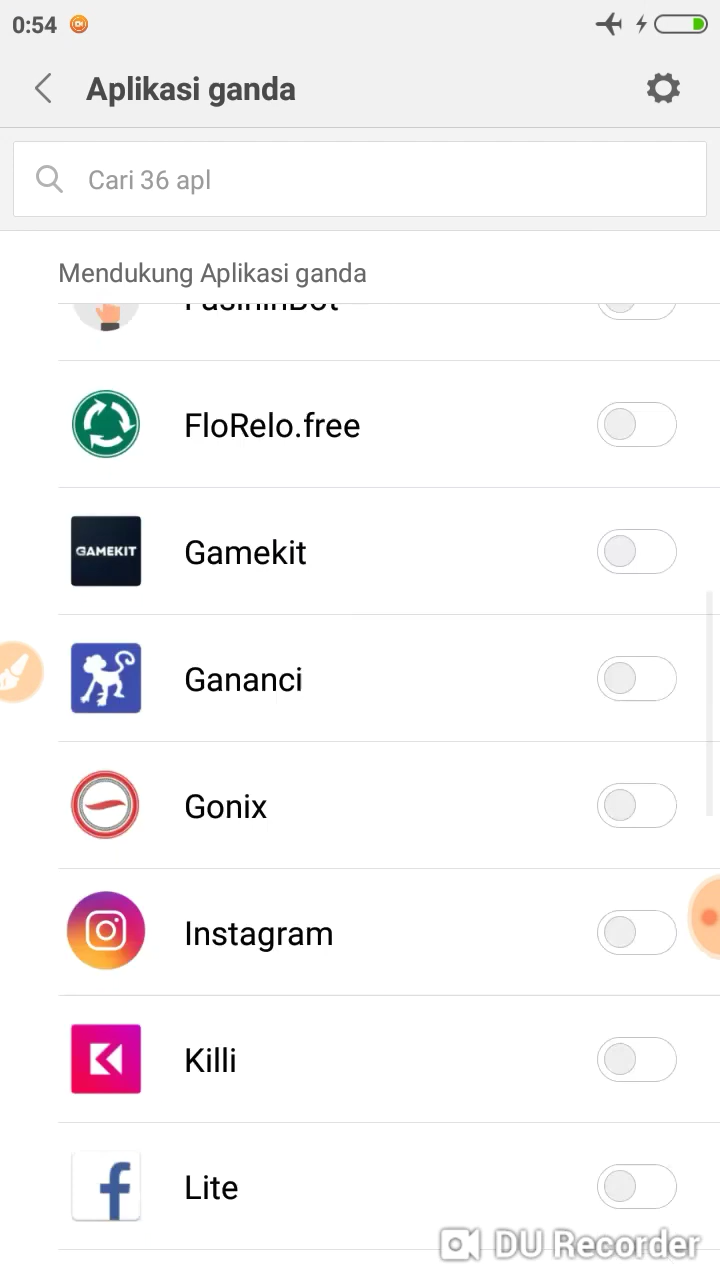 0:54
Aplikasi ganda
Cari 36 apl
Mendukung Aplikasi ganda
FloRelo.free
GAMEKIT
Gamekit
Gananci
Gonix
Instagram
Killi
Lite
DU Recorder